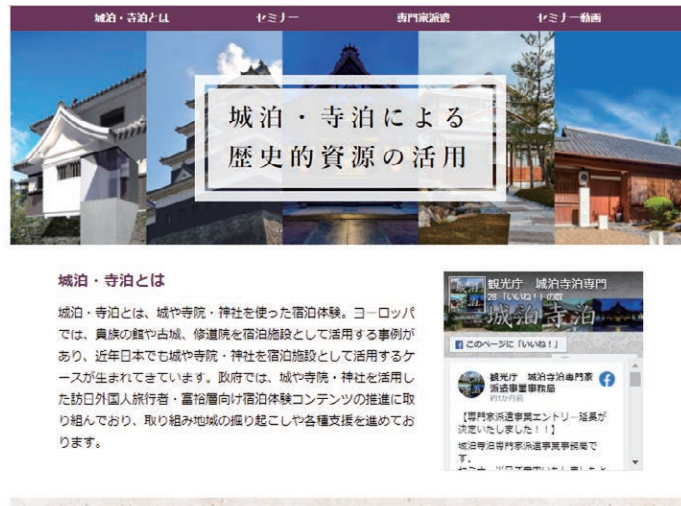 城泊・寺泊とは
セミナー
専門家派遣
セミナー動画
城泊・寺泊による
歴史的資源の活用
城泊・寺泊とは
城泊・寺泊とは、城や寺院・神社を使った宿泊体験。ヨーロッパ
では、貴族の館や古城、修道院を宿泊施設として活用する事例が
あり、近年日本でも城や寺院・神社を宿泊施設として活用するケ
ースが生まれてきています。政府では、城や寺院・神社を活用し
た訪日外国人旅行者・富裕層向け宿泊体験コンテンツの推進に取
り組んでおり、取り組み地域の掘り起こしや各種支援を進めてお
ります。
観光庁 城泊寺泊専門
28 「いいね！」の数
城泊 寺泊
このページに「いいね！」
観光庁 城泊寺泊専門家
派遣事業事務局
約1か月前
【専門家派遣事業エントリー延長が
決定いたしました！！】
城泊寺泊専門家派遣事業事務局で
す。